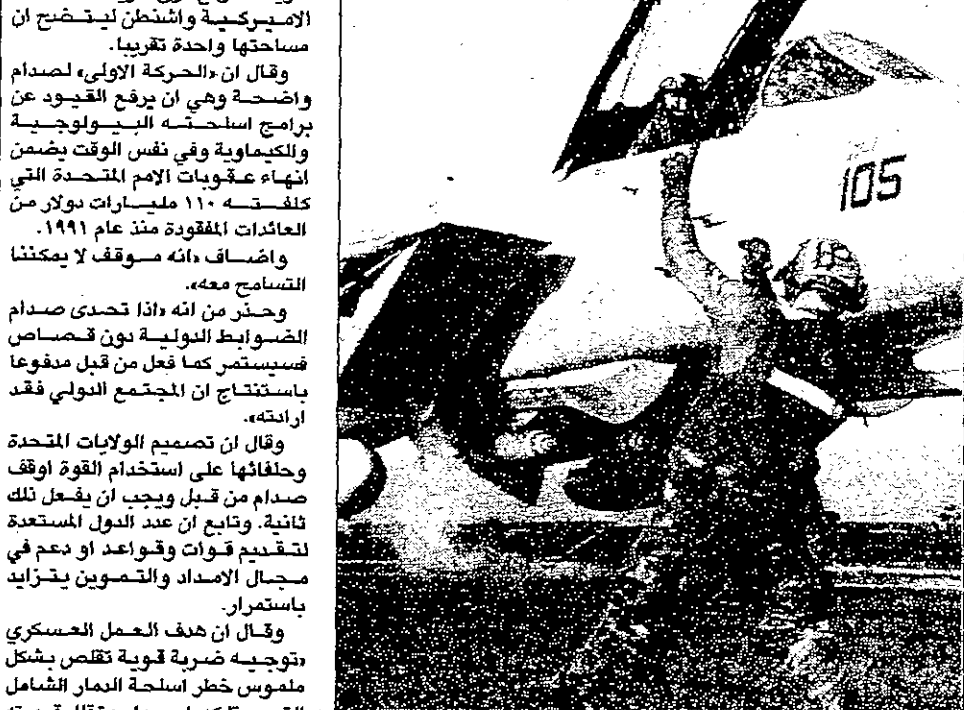 الاميركية واشنطن ليتضح ان
مساحتها واحدة تقريبا.
وقال ان «الحركة الاولى» لصدام
واضحة وهي ان يرفع القيود عن
برامج اسلحته البيولوجية
والكيماوية وفي نفس الوقت يضمن
انهاء عقوبات الامم المتحدة التي
كلفته ١١٠ مليارات دولار من
العائدات المفقودة منذ عام ١٩٩١.
واضاف «انه موقف لا يمكننا
التسامح معه».
وحذر من انه «اذا تحدى صدام
الضوابط الدولية دون قصاص
فسيستمر كما فعل من قبل مدفوعا
باستنتاج ان المجتمع الدولي فقد
ارادته».
وقال ان تصميم الولايات المتحدة
وحلفائها على استخدام القوة اوقف
صدام من قبل ويجب ان يفعل ذلك
ثانية. وتابع ان عدد الدول المستعدة
لتقديم قوات وقواعد او دعم في
مجال الامداد والتموين يتزايد
باستمرار.
وقال ان هدف العمل العسكري
«توجيه ضربة قوية تقلص بشكل
ملموس خطر اسلحة الدمار الشامل
105